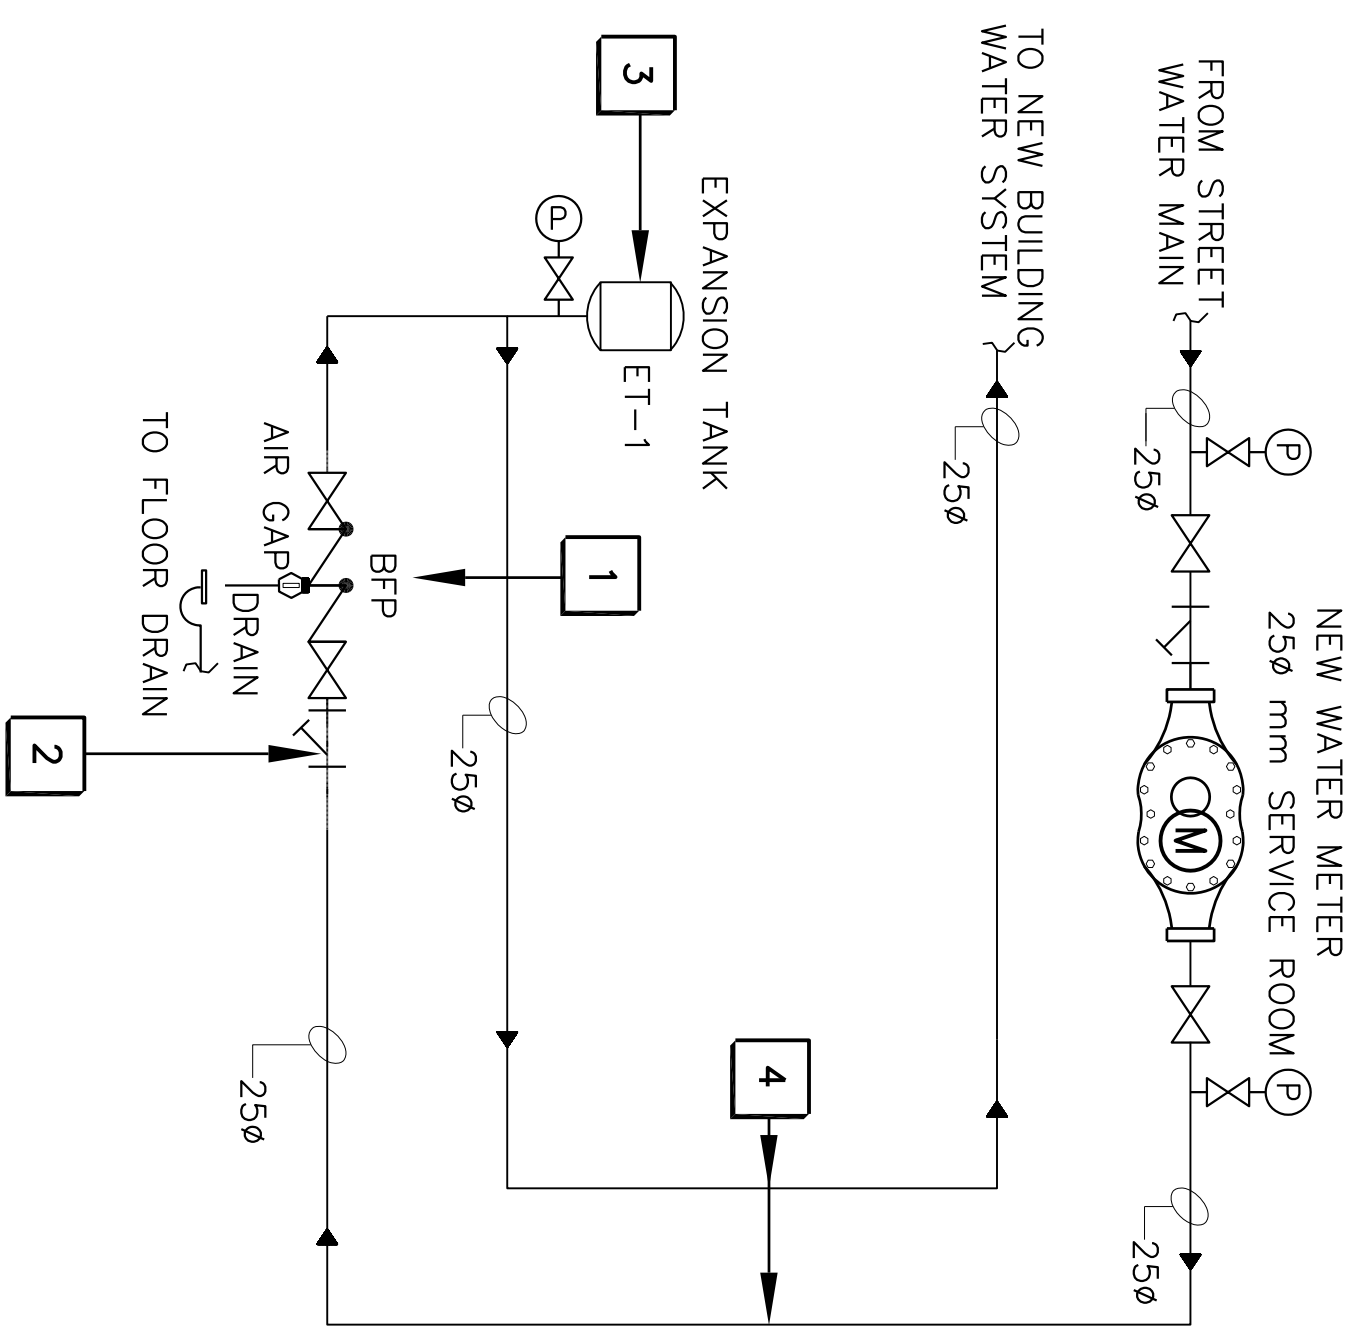 NEW WATER METER
25ø mm SERVICE ROOM
P
P
FROM STREET
WATER MAIN
M
25ø
25ø
TO NEW BUILDING
WATER SYSTEM
25ø
4
EXPANSION TANK
3
ET-1
1
P
25ø
BFP
AIR GAP
DRAIN
25ø
TO FLOOR DRAIN
2